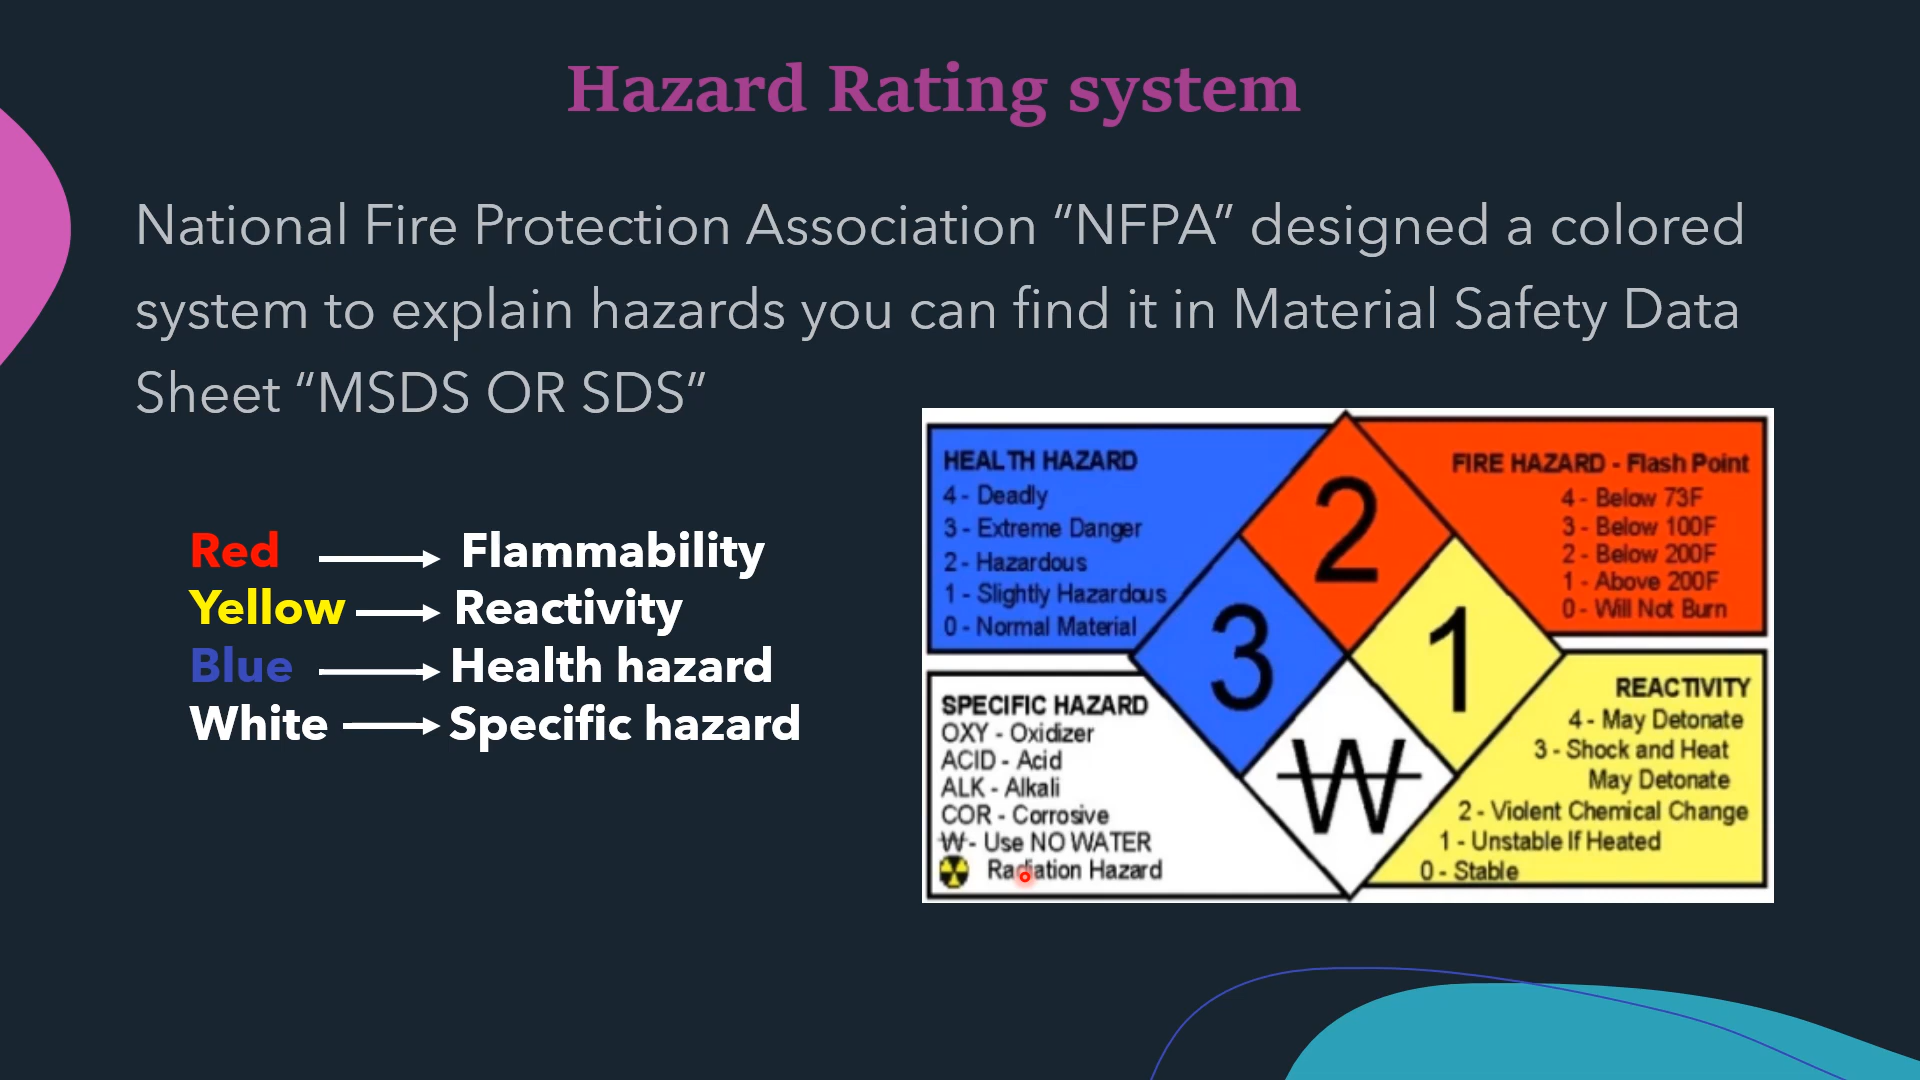 Hazard Rating system
National Fire Protection Association “NFPA” designed a colored
system to explain hazards you can find it in Material Safety Data
Sheet “MSDS OR SDS”
Red Flammability
Yellow Reactivity
Blue Health hazard
White Specific hazard
HEALTH HAZARD
4 - Deadly
3 - Extreme Danger
2 - Hazardous
1 - Slightly Hazardous
0 - Normal Material
FIRE HAZARD - Flash Point
4 - Below 73F
3 - Below 100F
2 - Below 200F
1 - Above 200F
0 - Will Not Burn
2
3
1
W
SPECIFIC HAZARD
OXY - Oxidizer
ACID - Acid
ALK - Alkali
COR - Corrosive
W - Use NO WATER
Radiation Hazard
REACTIVITY
4 - May Detonate
3 - Shock and Heat
May Detonate
2 - Violent Chemical Change
1 - Unstable If Heated
0 - Stable